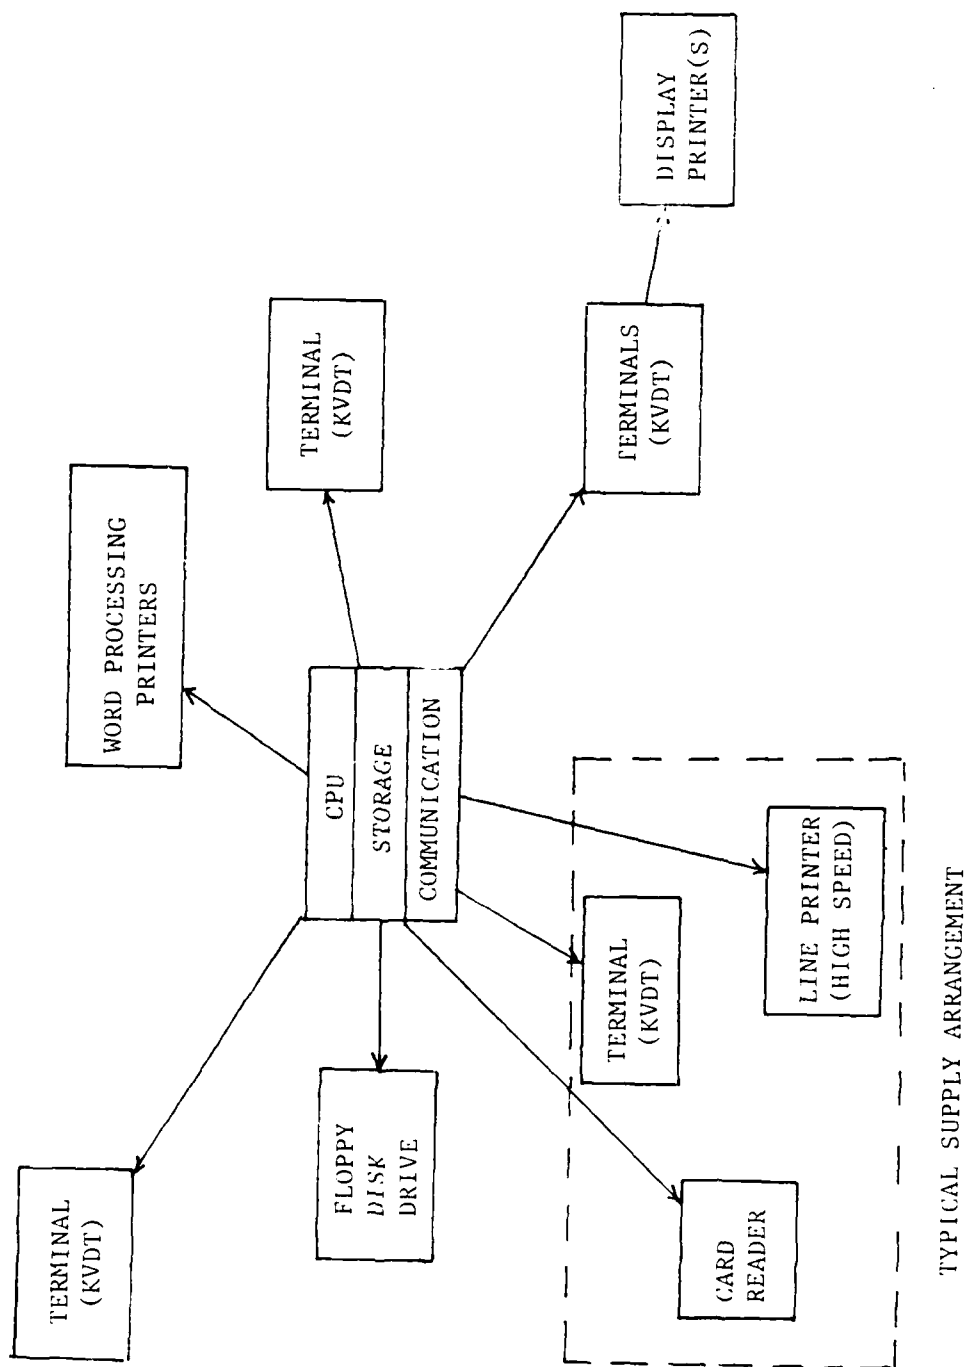 TERMINAL
(KVDT)
WORD PROCESSING
PRINTERS
TERMINAL
(KVDT)
FLOPPY
DISK
DRIVE
CPU
STORAGE
COMMUNICATION
TERMINALS
(KVDT)
DISPLAY
PRINTER(S)
CARD
READER
TERMINAL
(KVDT)
LINE PRINTER
(HIGH SPEED)
TYPICAL SUPPLY ARRANGEMENT